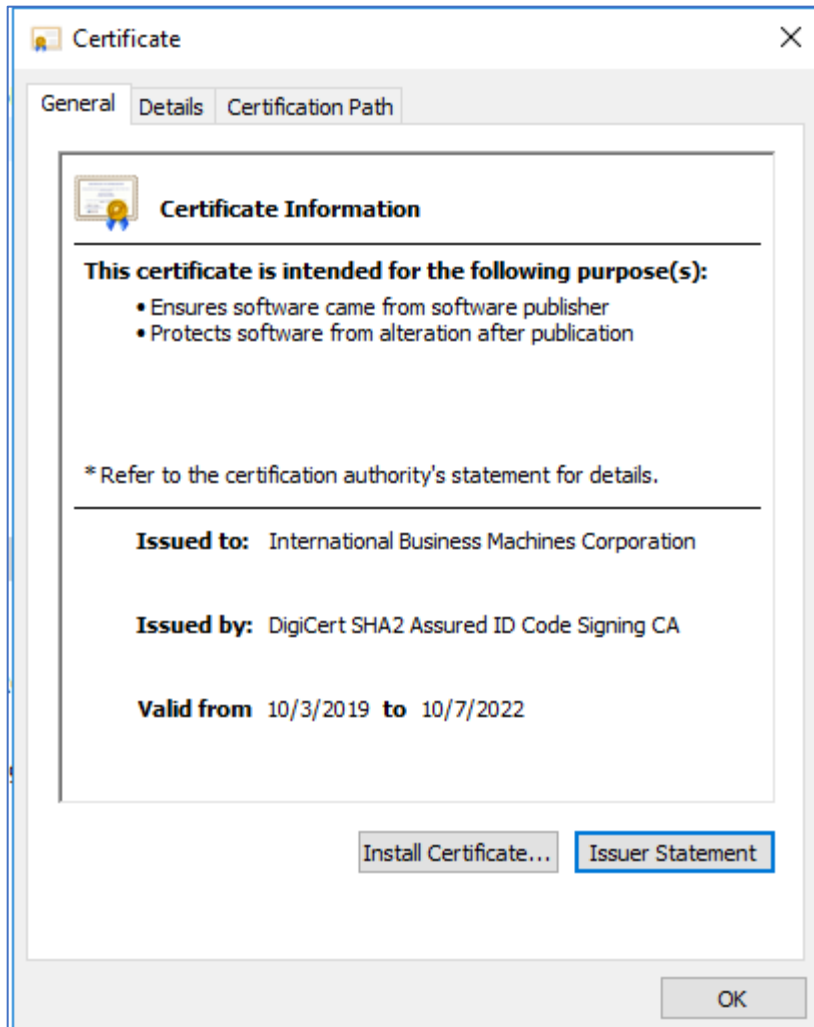 Certificate
General Details Certification Path
Certificate Information
This certificate is intended for the following purpose(s):
• Ensures software came from software publisher
• Protects software from alteration after publication
* Refer to the certification authority's statement for details.
Issued to: International Business Machines Corporation
Issued by: DigiCert SHA2 Assured ID Code Signing CA
Valid from 10/3/2019 to 10/7/2022
Install Certificate... Issuer Statement
OK